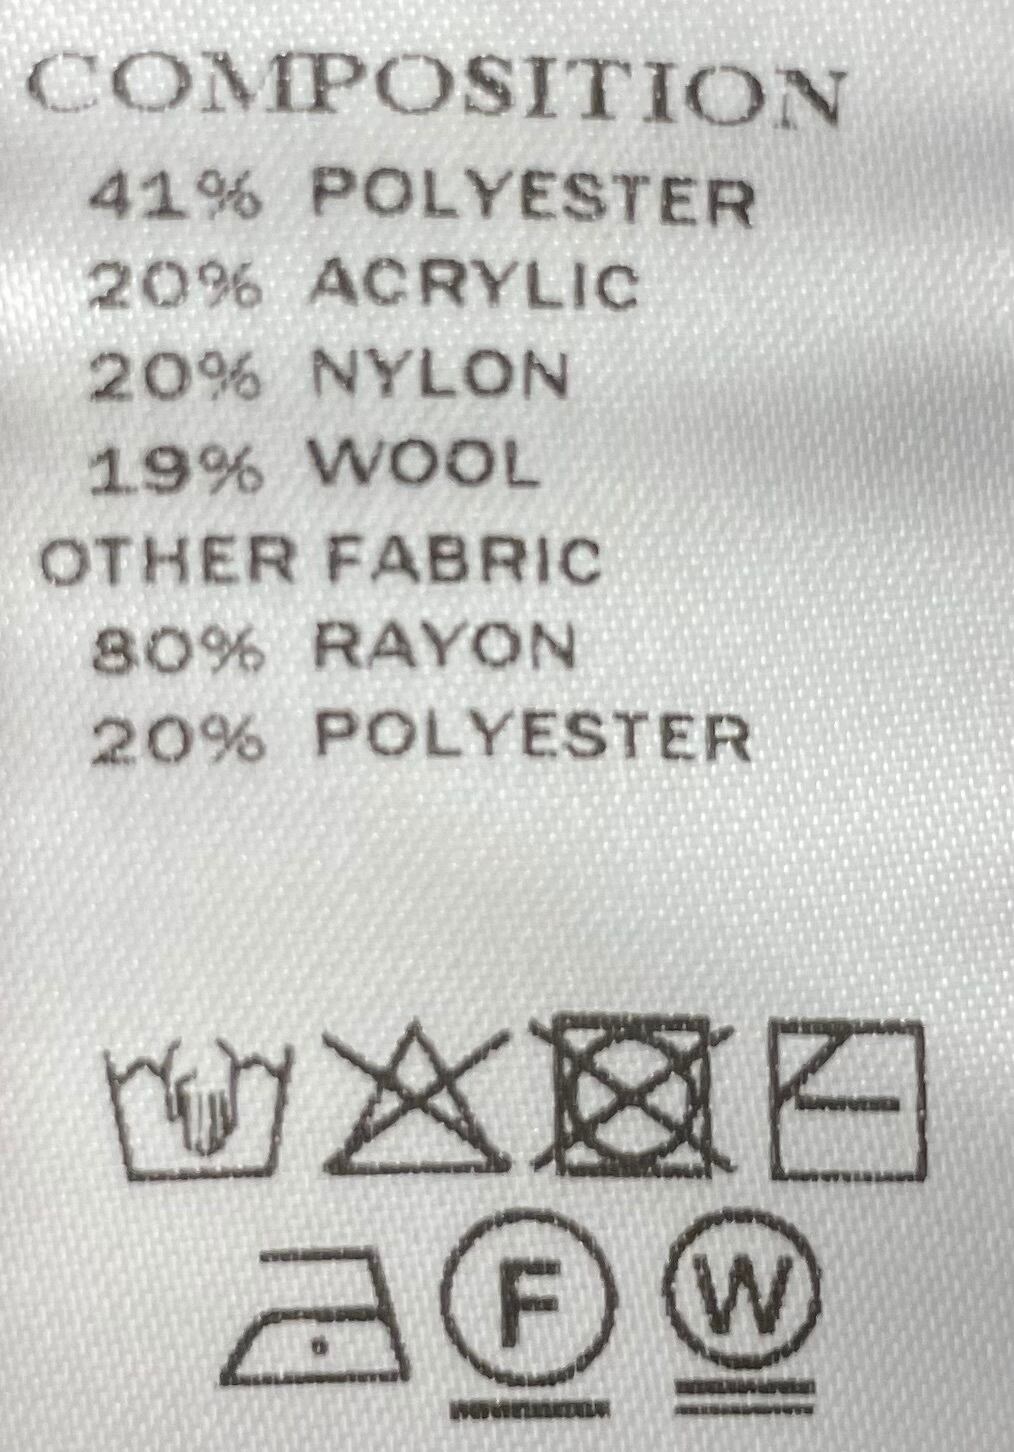 COMPOSITION
41% POLYESTER
20% ACRYLIC
20% NYLON
19% WOOL
OTHER FABRIC
80% RAYON
20% POLYESTER
F W